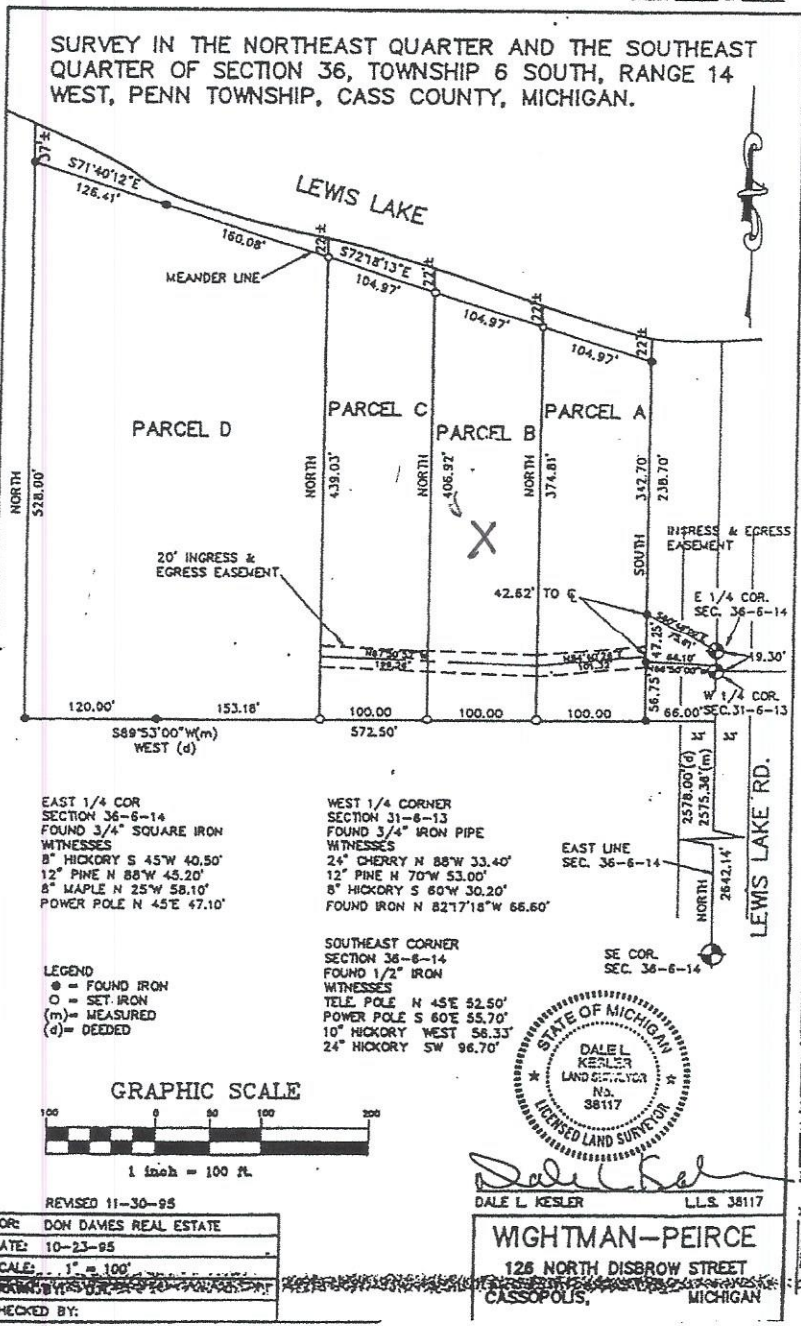 SURVEY IN THE NORTHEAST QUARTER AND THE SOUTHEAST
QUARTER OF SECTION 36, TOWNSHIP 6 SOUTH, RANGE 14
WEST, PENN TOWNSHIP, CASS COUNTY, MICHIGAN.
37'±
S71°40'12"E
126.41'
160.08'
LEWIS LAKE
MEANDER LINE
22'±
S72°18'13"E
104.97'
22'±
104.97'
22'±
104.97'
22'±
PARCEL D
PARCEL C
PARCEL B
PARCEL A
NORTH
528.00'
NORTH
439.03'
NORTH
406.92'
NORTH
374.81'
SOUTH
342.70'
238.70'
X
20' INGRESS &
EGRESS EASEMENT
INGRESS & EGRESS
EASEMENT
42.62' TO ℄
E 1/4 COR.
SEC. 36-6-14
47.25'
66.10'
19.30'
56.75'
W 1/4 COR.
SEC.31-6-13
120.00'
153.18'
100.00
100.00
100.00
66.00'
S89°53'00"W(m)
WEST (d)
572.50'
33'
33'
2578.00'(d)
2575.38'(m)
EAST LINE
SEC. 36-6-14
NORTH
2642.14'
LEWIS LAKE RD.
SE COR.
SEC. 36-6-14
EAST 1/4 COR
SECTION 36-6-14
FOUND 3/4" SQUARE IRON
WITNESSES
8" HICKORY S 45°W 40.50'
12" PINE N 88°W 45.20'
8" MAPLE N 25°W 58.10'
POWER POLE N 45°E 47.10'
WEST 1/4 CORNER
SECTION 31-6-13
FOUND 3/4" IRON PIPE
WITNESSES
24" CHERRY N 88°W 33.40'
12" PINE N 70°W 53.00'
8" HICKORY S 60°W 30.20'
FOUND IRON N 82°17'18"W 66.60'
SOUTHEAST CORNER
SECTION 36-6-14
FOUND 1/2" IRON
WITNESSES
TELE. POLE N 45°E 52.50'
POWER POLE S 60°E 55.70'
10" HICKORY WEST 56.33'
24" HICKORY SW 96.70'
LEGEND
● = FOUND IRON
O = SET IRON
(m)= MEASURED
(d)= DEEDED
STATE OF MICHIGAN
DALE L.
KESLER
LAND SURVEYOR
No.
38117
LICENSED LAND SURVEYOR
GRAPHIC SCALE
100 0 50 100 200
1 inch = 100 ft.
Dale L Kesler
DALE L. KESLER L.L.S. 38117
REVISED 11-30-95
OR: DON DAVIES REAL ESTATE
ATE: 10-23-95
CALE: 1" = 100'
HECKED BY:
WIGHTMAN-PEIRCE
126 NORTH DISBROW STREET
CASSOPOLIS, MICHIGAN